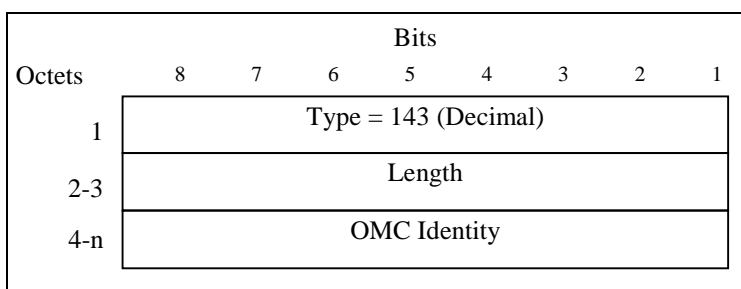 Bits
Octets 8 7 6 5 4 3 2 1
1 Type = 143 (Decimal)
2-3 Length
4-n OMC Identity